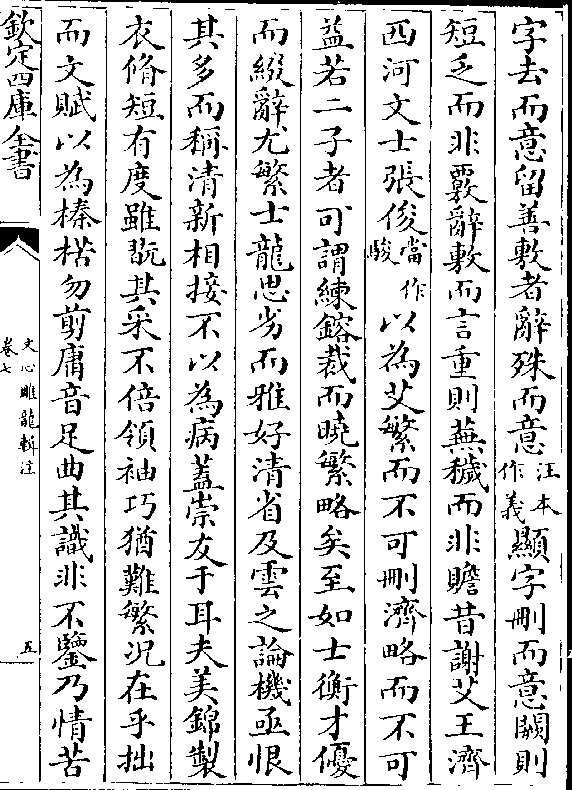 字去而意留善敷者辭殊而意汪本作義顯字刪而意闕則
短乏而非覈辭敷而言重則蕪穢而非贍昔謝艾王濟
西河文士張俊當作駿以為艾繁而不可刪濟略而不可
益若二子者可謂練鎔裁而曉繁略矣至如士衡才優
而綴辭尤繁士龍思劣而雅好清省及雲之論機亟恨
其多而稱清新相接不以為病蓋崇友于耳夫美錦製
衣脩短有度雖翫其采不倍領袖巧猶難繁況在乎拙
而文賦以為榛楛勿剪庸音足曲其識非不鑒乃情苦
欽定四庫全書
文心雕龍輯注
卷七
五